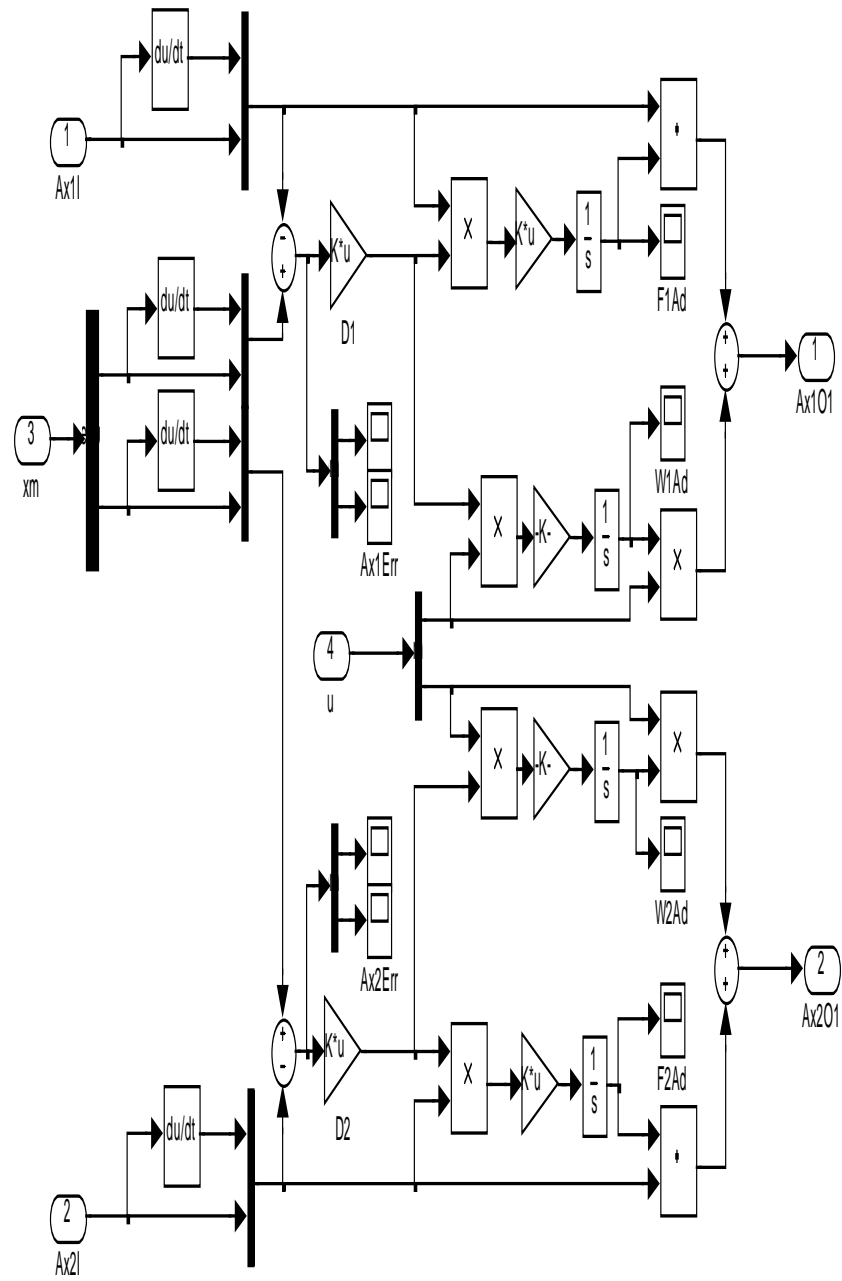 du/dt
1
Ax1I
K*u
D1
×
K*u
1
s
F1Ad
-
+
du/dt
3
xm
du/dt
Ax1Err
×
-K-
1
s
W1Ad
×
+
+
1
Ax1O1
4
u
×
-K-
1
s
×
W2Ad
Ax2Err
+
+
2
Ax2O1
+
-
K*u
D2
×
K*u
1
s
F2Ad
du/dt
2
Ax2I